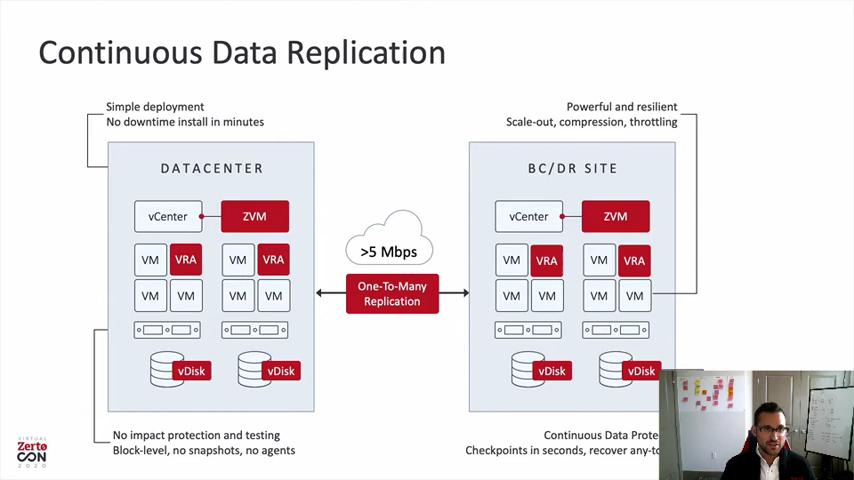 Continuous Data Replication
Simple deployment
No downtime install in minutes
Powerful and resilient
Scale-out, compression, throttling
DATACENTER
vCenter
ZVM
VM
VRA
VM
VRA
VM
VM
VM
VM
vDisk
vDisk
>5 Mbps
One-To-Many
Replication
BC/DR SITE
vCenter
ZVM
VM
VRA
VM
VRA
VM
VM
VM
VM
vDisk
vDisk
No impact protection and testing
Block-level, no snapshots, no agents
Continuous Data Prote
Checkpoints in seconds, recover any-to
VIRTUAL
Zerto
CON
2020